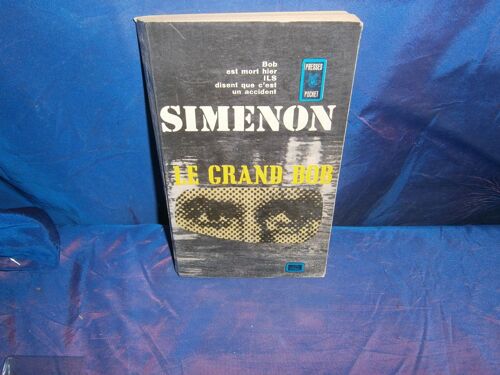 Bob
est mort hier
ILS
disent que c'est
un accident
PRESSES
POCKET
SIMENON
LE GRAND BOB